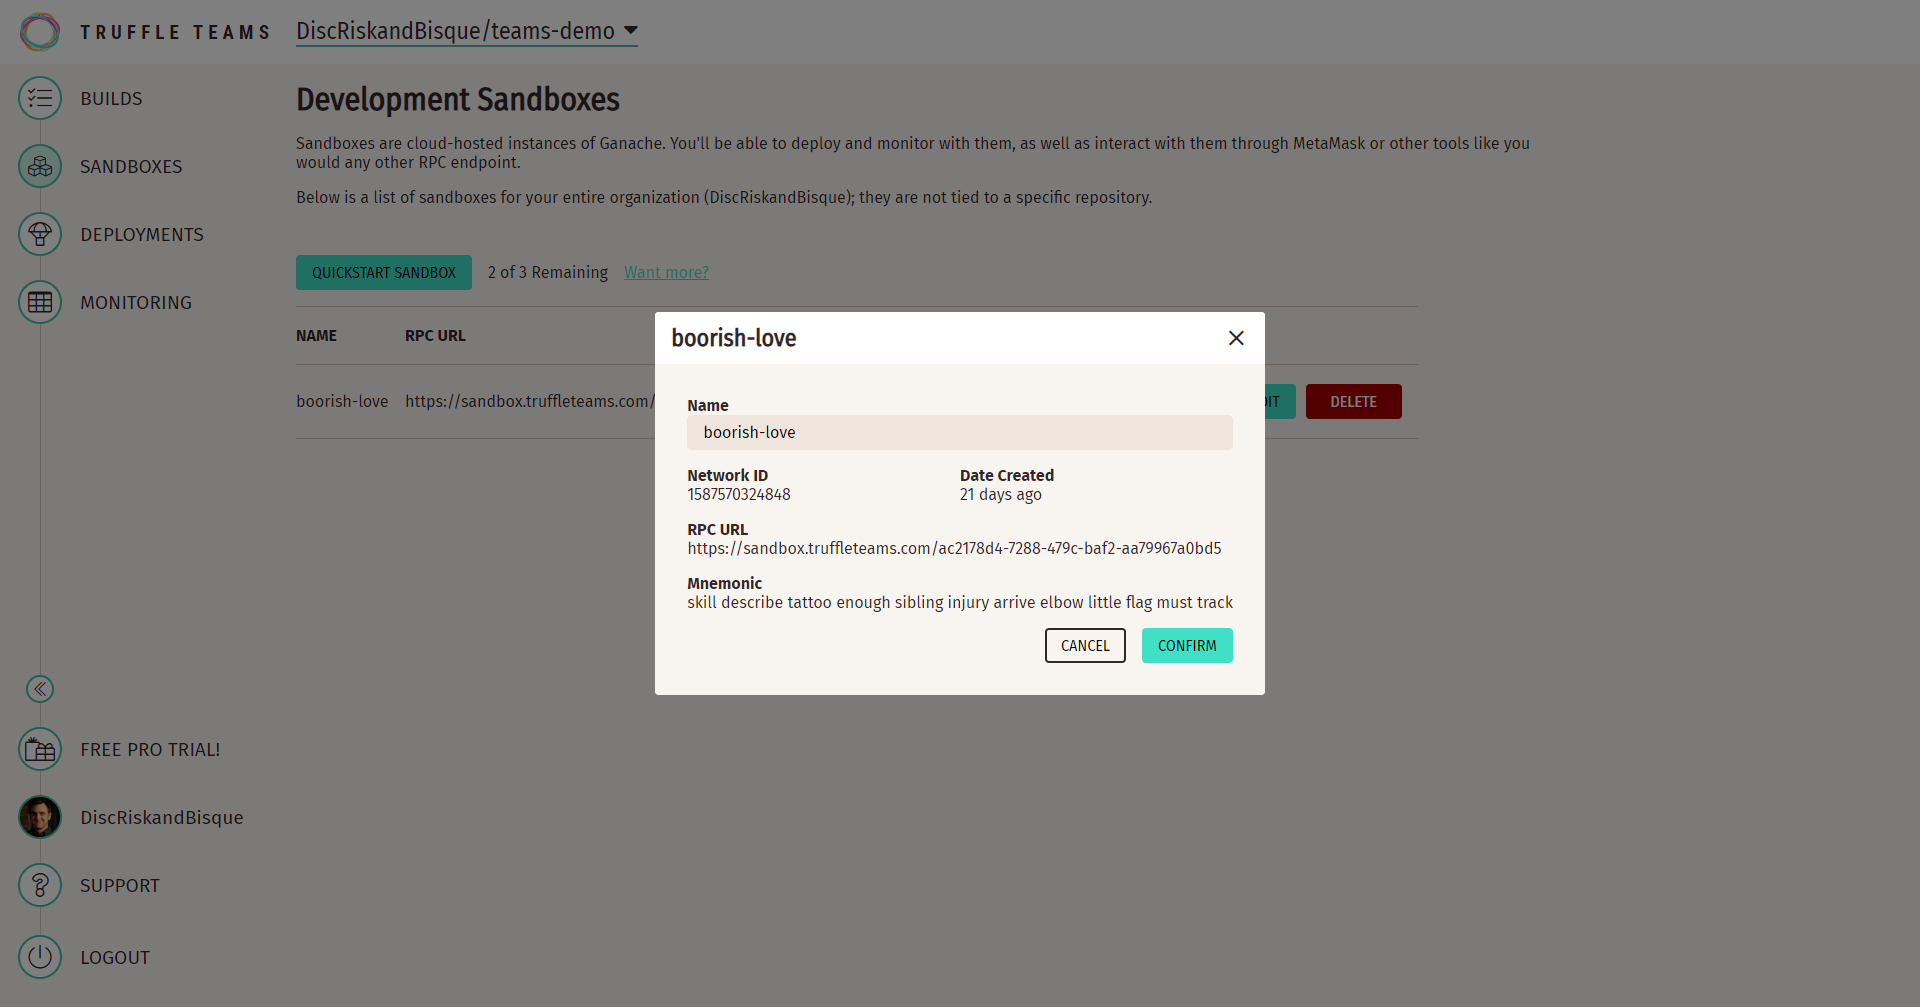 TRUFFLE TEAMS
DiscRiskandBisque/teams-demo
BUILDS
SANDBOXES
DEPLOYMENTS
MONITORING
Development Sandboxes
Sandboxes are cloud-hosted instances of Ganache. You'll be able to deploy and monitor with them, as well as interact with them through MetaMask or other tools like you
would any other RPC endpoint.
Below is a list of sandboxes for your entire organization (DiscRiskandBisque); they are not tied to a specific repository.
QUICKSTART SANDBOX 2 of 3 Remaining Want more?
NAME RPC URL
boorish-love https://sandbox.truffleteams.com/ DELETE
boorish-love
Name
boorish-love
Network ID Date Created
1587570324848 21 days ago
RPC URL
https://sandbox.truffleteams.com/ac2178d4-7288-479c-baf2-aa79967a0bd5
Mnemonic
skill describe tattoo enough sibling injury arrive elbow little flag must track
CANCEL CONFIRM
FREE PRO TRIAL!
DiscRiskandBisque
SUPPORT
LOGOUT